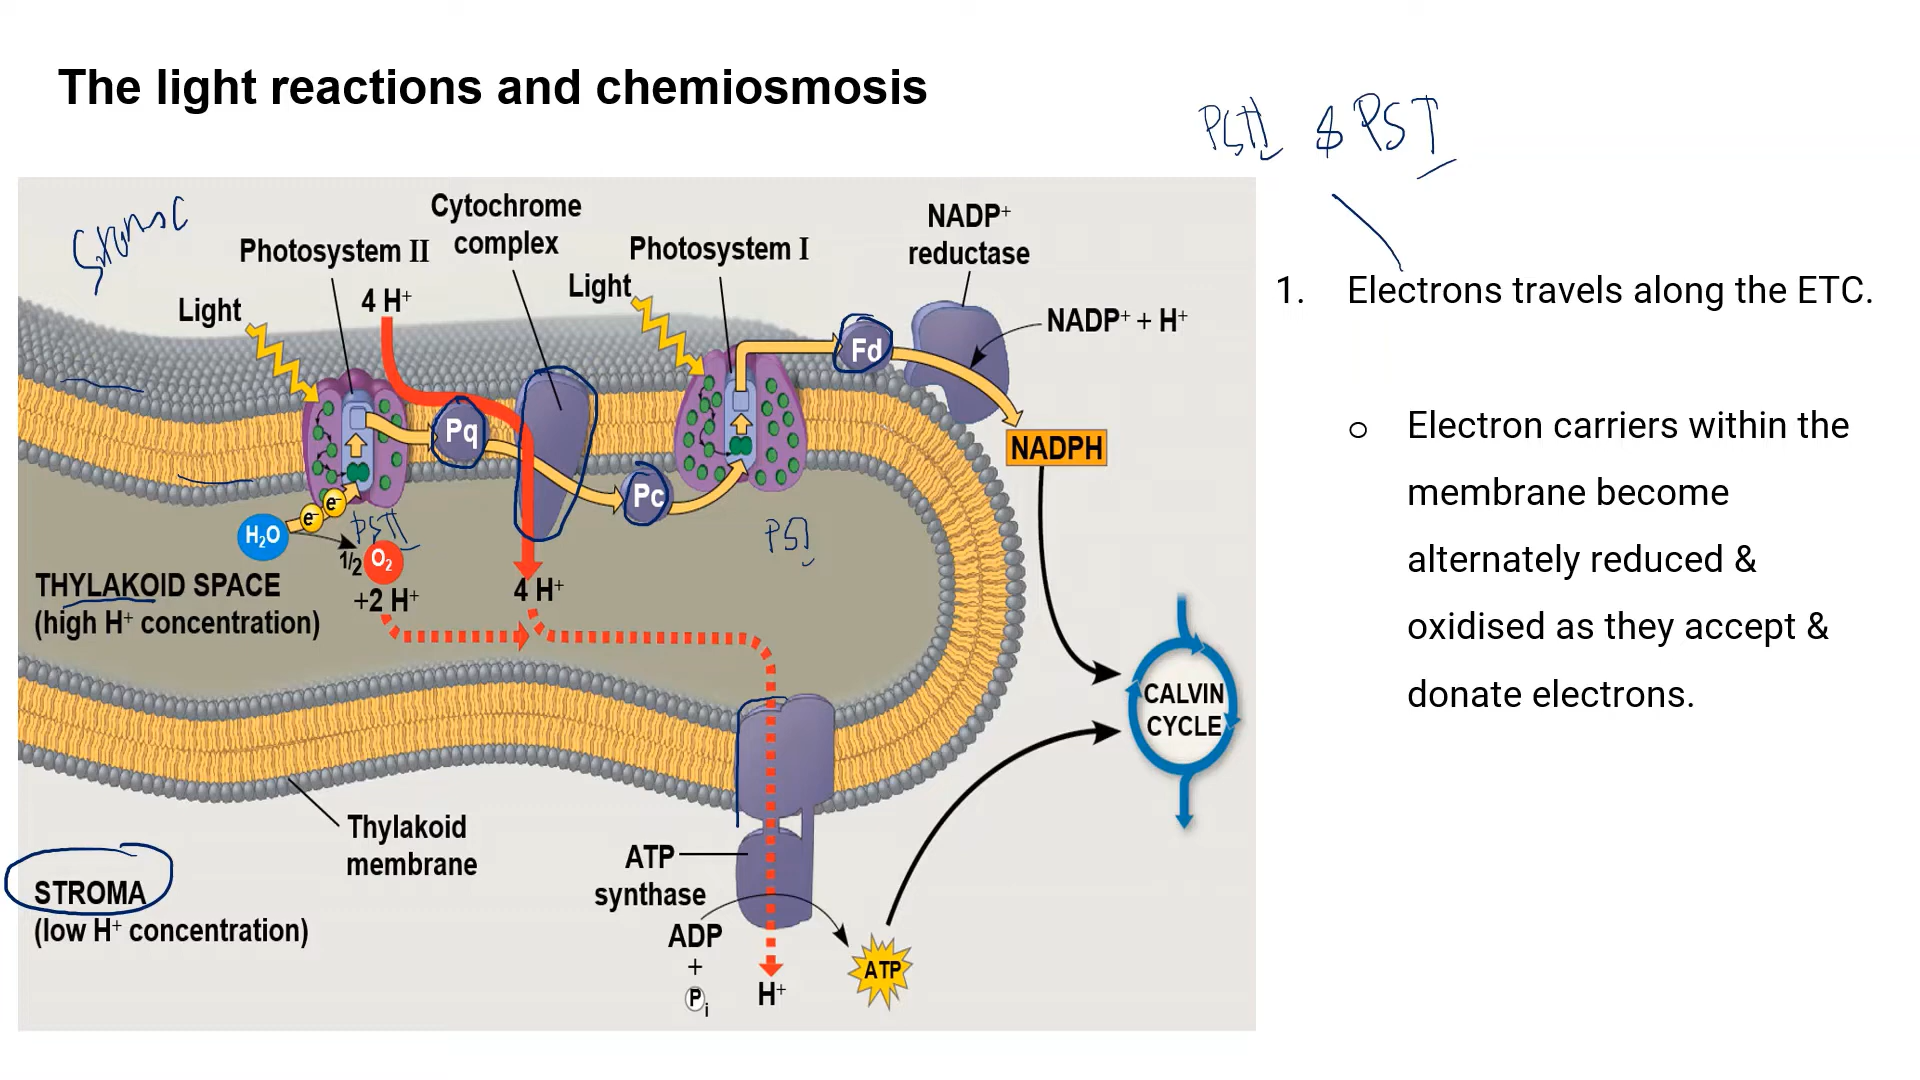 The light reactions and chemiosmosis
PSII & PSI
Stroma
Cytochrome
complex
Photosystem II
Photosystem I
NADP⁺
reductase
Light
4 H⁺
Light
NADP⁺ + H⁺
Fd
Pq
NADPH
Pc
e⁻
e⁻
H₂O
PSII
PSI
1/2
O₂
+2 H⁺
4 H⁺
THYLAKOID SPACE
(high H⁺ concentration)
CALVIN
CYCLE
Thylakoid
membrane
ATP
synthase
STROMA
(low H⁺ concentration)
ADP
+
Pi
H⁺
ATP
1. Electrons travels along the ETC.
o Electron carriers within the
membrane become
alternately reduced &
oxidised as they accept &
donate electrons.